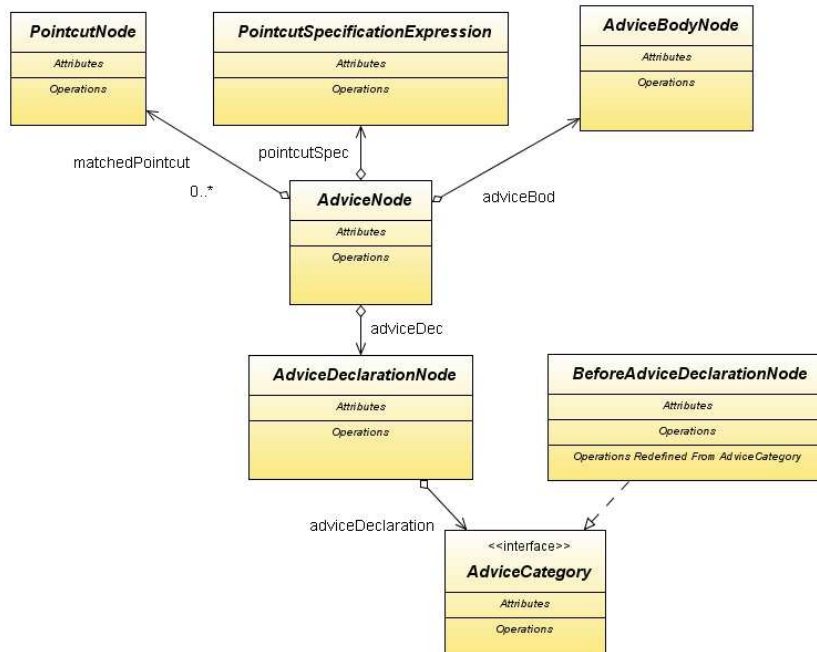 PointcutNode
Attributes
Operations
PointcutSpecificationExpression
Attributes
Operations
AdviceBodyNode
Attributes
Operations
matchedPointcut
0..*
pointcutSpec
adviceBod
AdviceNode
Attributes
Operations
adviceDec
AdviceDeclarationNode
Attributes
Operations
BeforeAdviceDeclarationNode
Attributes
Operations
Operations Redefined From AdviceCategory
adviceDeclaration
<<interface>>
AdviceCategory
Attributes
Operations